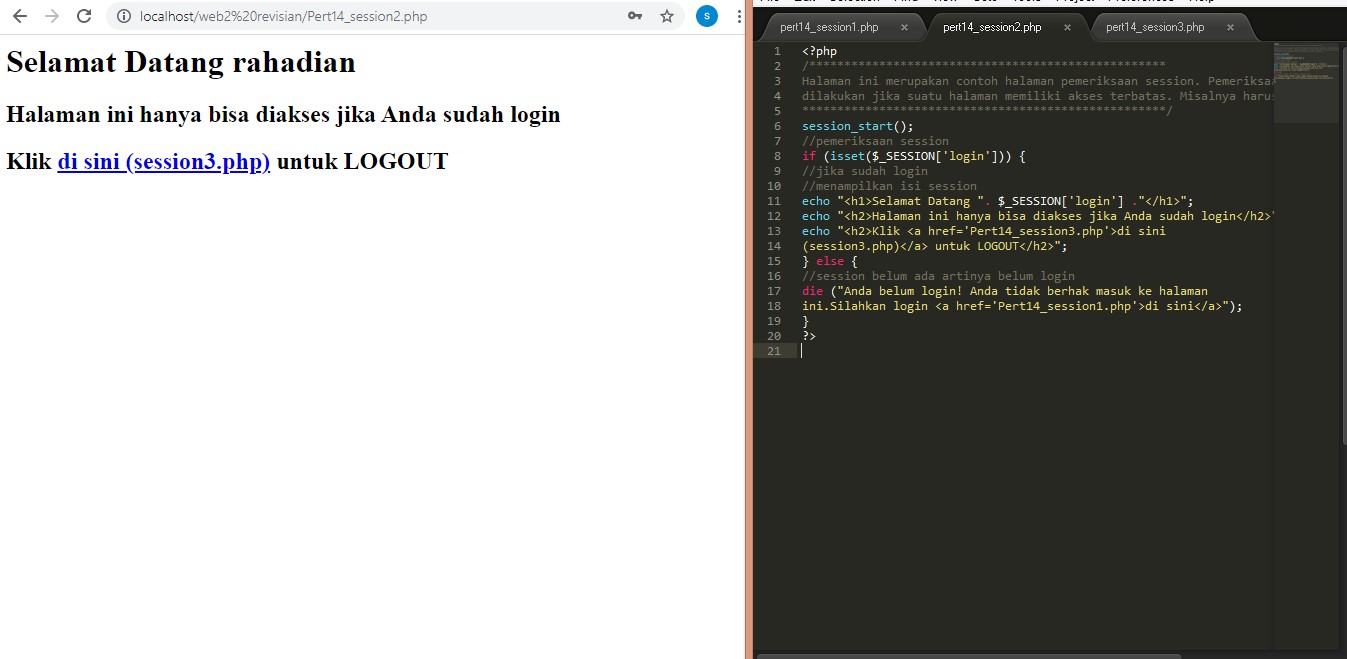 localhost/web2%20revisian/Pert14_session2.php
S
Selamat Datang rahadian
Halaman ini hanya bisa diakses jika Anda sudah login
Klik di sini (session3.php) untuk LOGOUT
pert14_session1.php ×
pert14_session2.php ×
pert14_session3.php ×
1 <?php
2 /****************************************************
3 Halaman ini merupakan contoh halaman pemeriksaan session. Pemeriksaa
4 dilakukan jika suatu halaman memiliki akses terbatas. Misalnya harus
5 ****************************************************/
6 session_start();
7 //pemeriksaan session
8 if (isset($_SESSION['login'])) {
9 //jika sudah login
10 //menampilkan isi session
11 echo "<h1>Selamat Datang ". $_SESSION['login'] ."</h1>";
12 echo "<h2>Halaman ini hanya bisa diakses jika Anda sudah login</h2>"
13 echo "<h2>Klik <a href='Pert14_session3.php'>di sini
14 (session3.php)</a> untuk LOGOUT</h2>";
15 } else {
16 //session belum ada artinya belum login
17 die ("Anda belum login! Anda tidak berhak masuk ke halaman
18 ini.Silahkan login <a href='Pert14_session1.php'>di sini</a>");
19 }
20 ?>
21